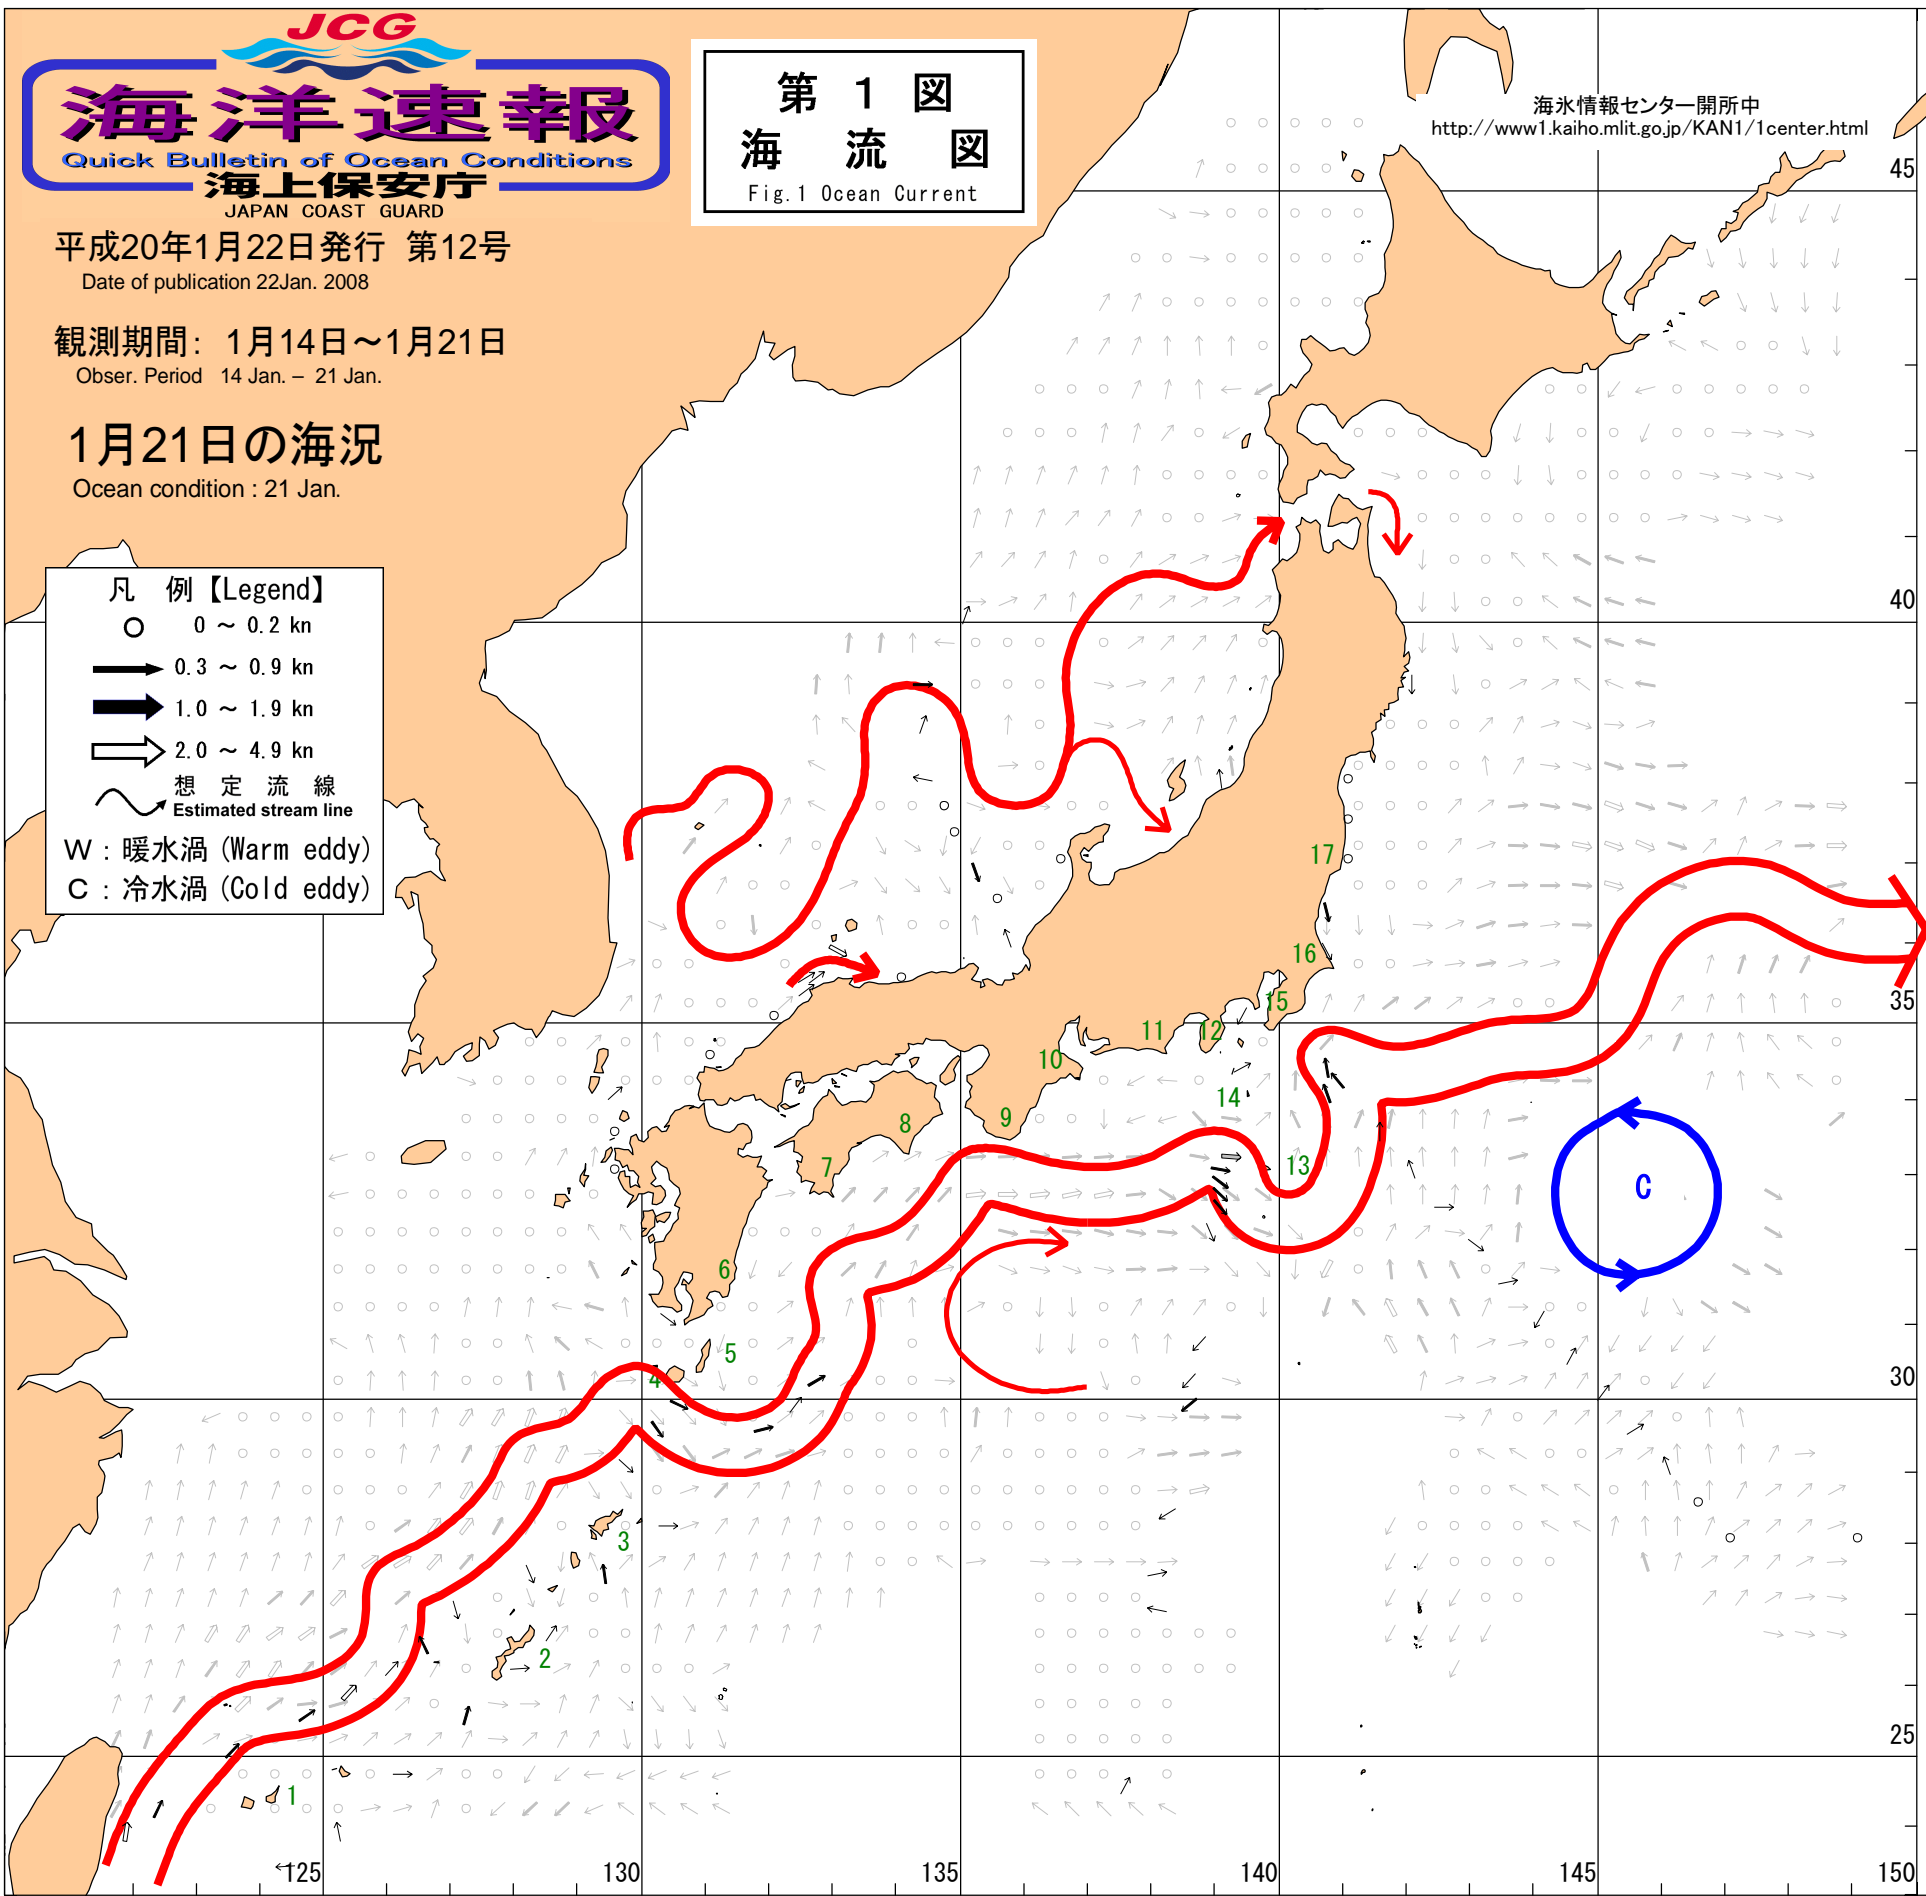 JCG
海洋速報
Quick Bulletin of Ocean Conditions
海上保安庁
JAPAN COAST GUARD
平成20年1月22日発行 第12号
Date of publication 22Jan. 2008
観測期間: 1月14日～1月21日
Obser. Period 14 Jan. – 21 Jan.
1月21日の海況
Ocean condition : 21 Jan.
第 1 図
海 流 図
Fig.1 Ocean Current
海氷情報センター開所中
http://www1.kaiho.mlit.go.jp/KAN1/1center.html
凡 例【Legend】
0 ～ 0.2 kn
0.3 ～ 0.9 kn
1.0 ～ 1.9 kn
2.0 ～ 4.9 kn
想 定 流 線
Estimated stream line
W : 暖水渦 (Warm eddy)
C : 冷水渦 (Cold eddy)
45
40
17
16
35
15
12
11
10
14
9
8
7
13
C
6
5
4
30
3
2
25
1
125
130
135
140
145
150